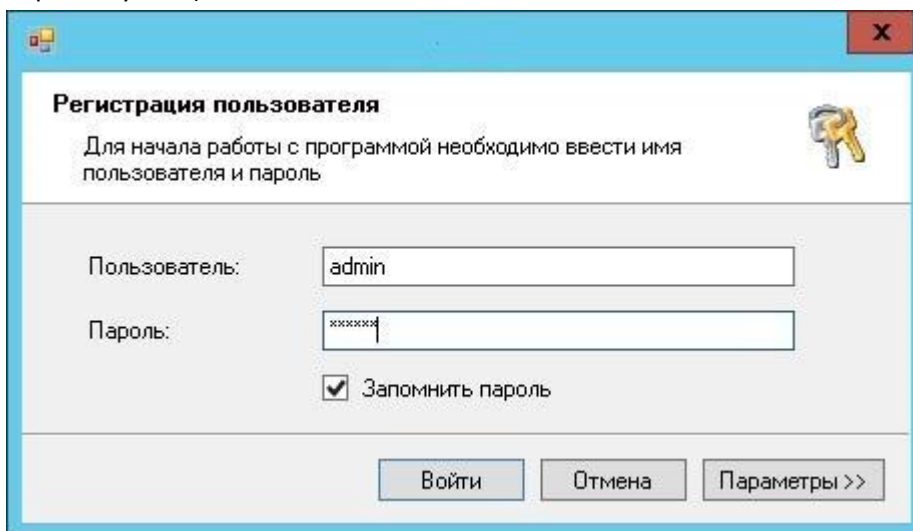 Регистрация пользователя
Для начала работы с программой необходимо ввести имя
пользователя и пароль
Пользователь:
admin
Пароль:
******
Запомнить пароль
Войти
Отмена
Параметры >>